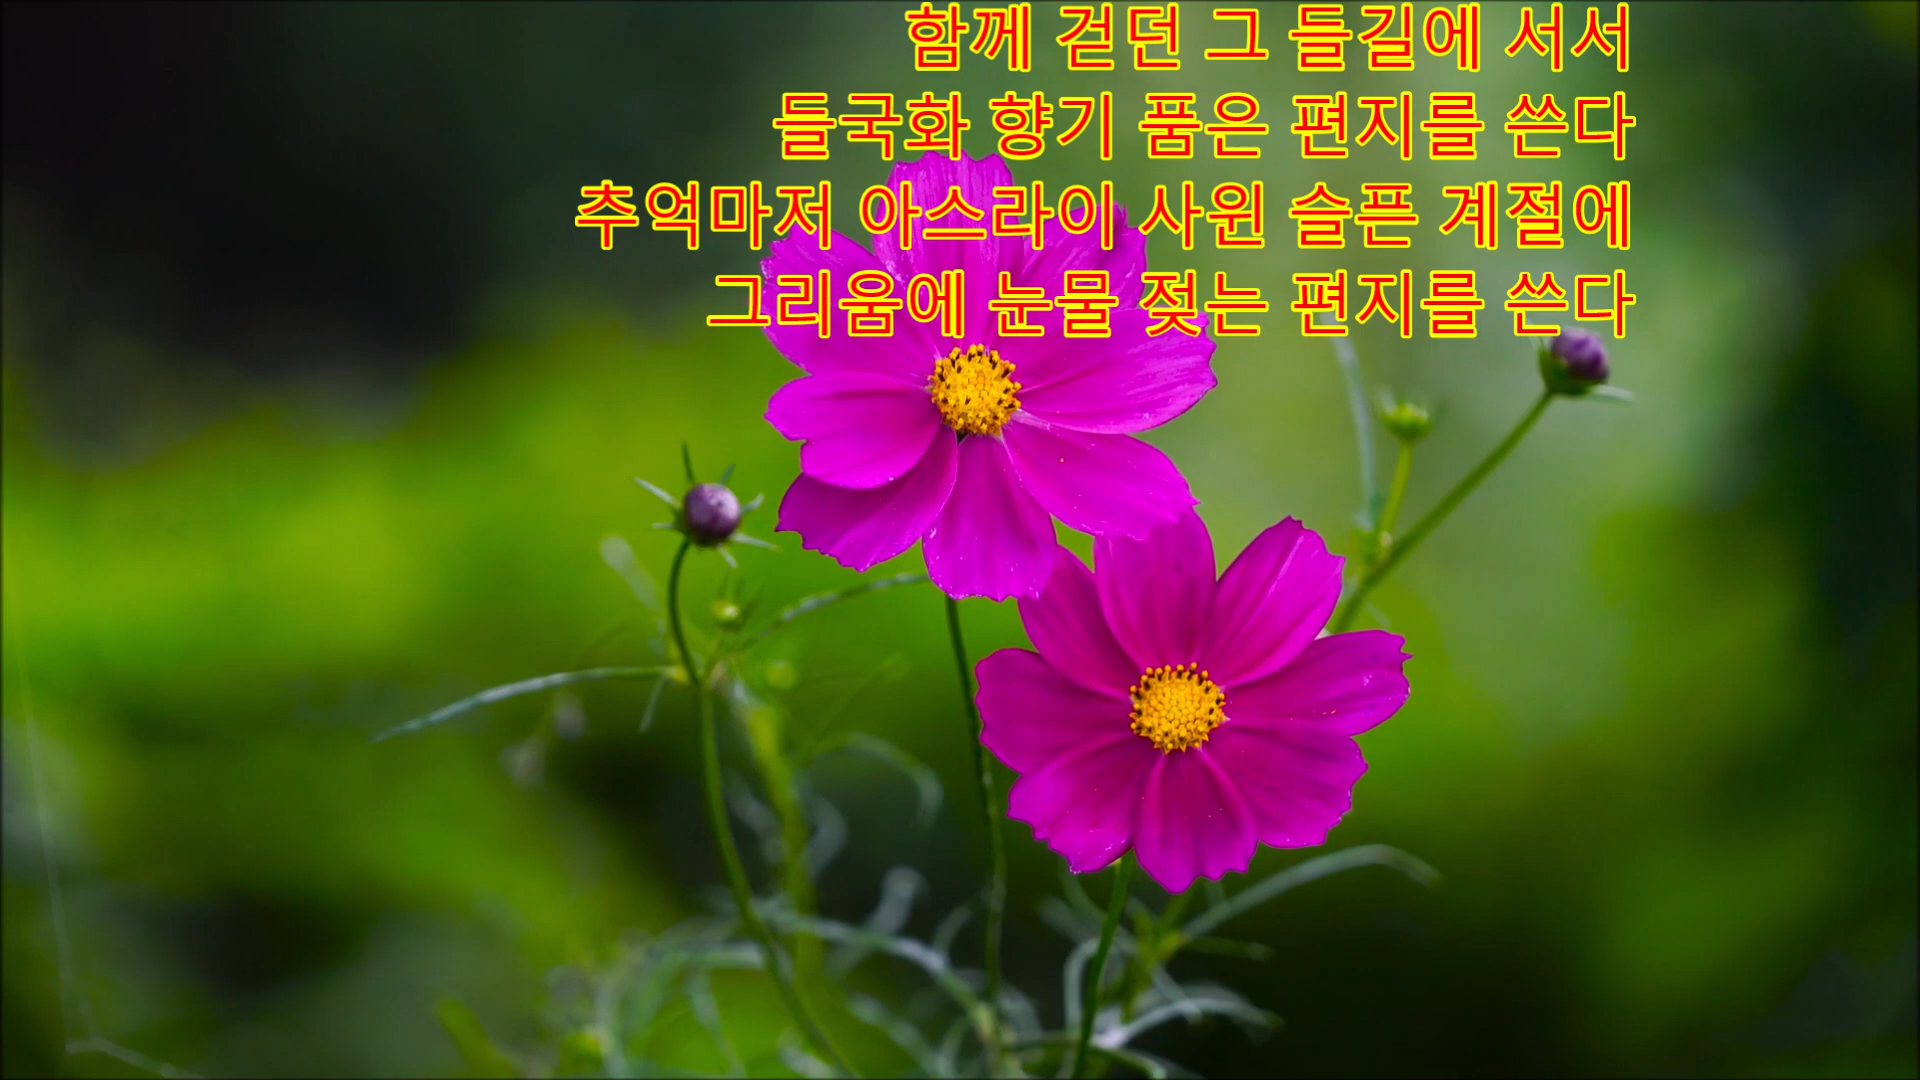 함께 걷던 그 들길에 서서
들국화 향기 품은 편지를 쓴다
추억마저 아스라이 사윈 슬픈 계절에
그리움에 눈물 젖는 편지를 쓴다